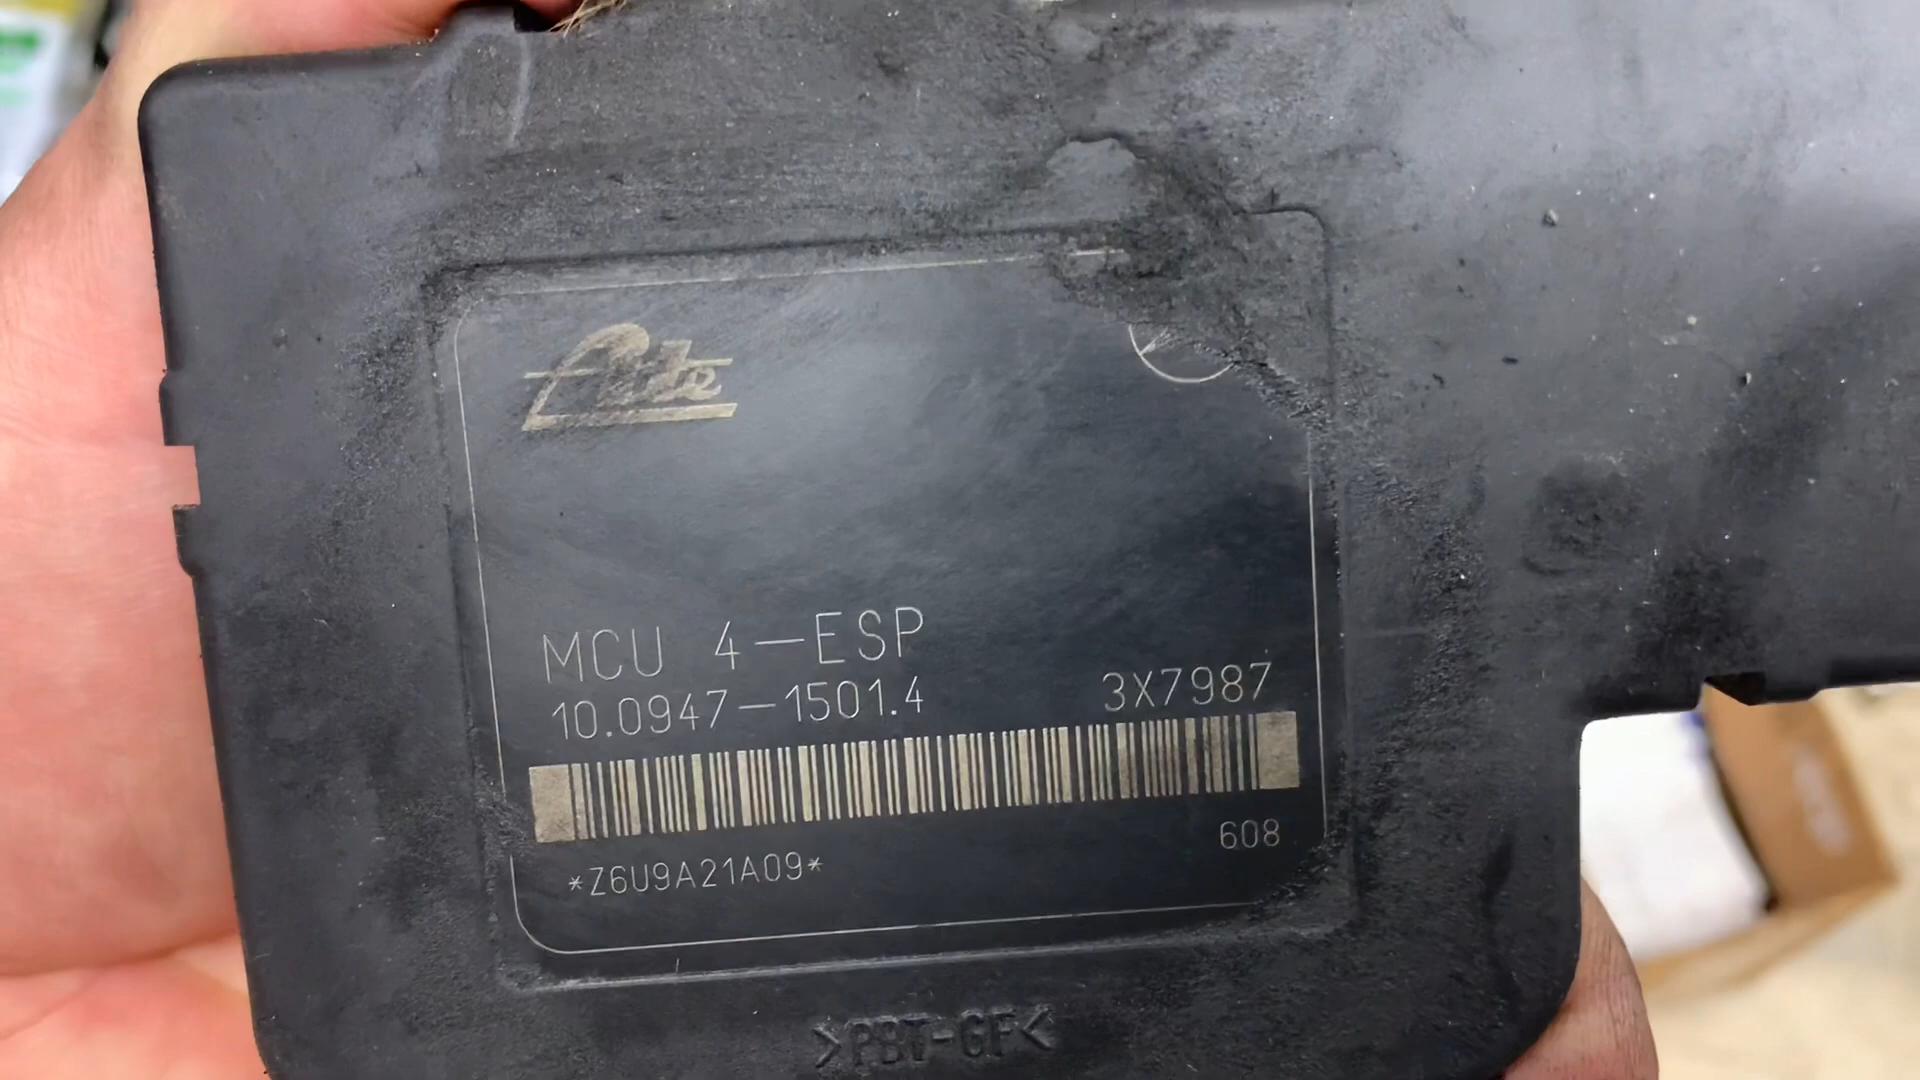 Ate
MCU 4-ESP
10.0947-1501.4 3X7987
*Z6U9A21A09* 608
>PBT-GF<